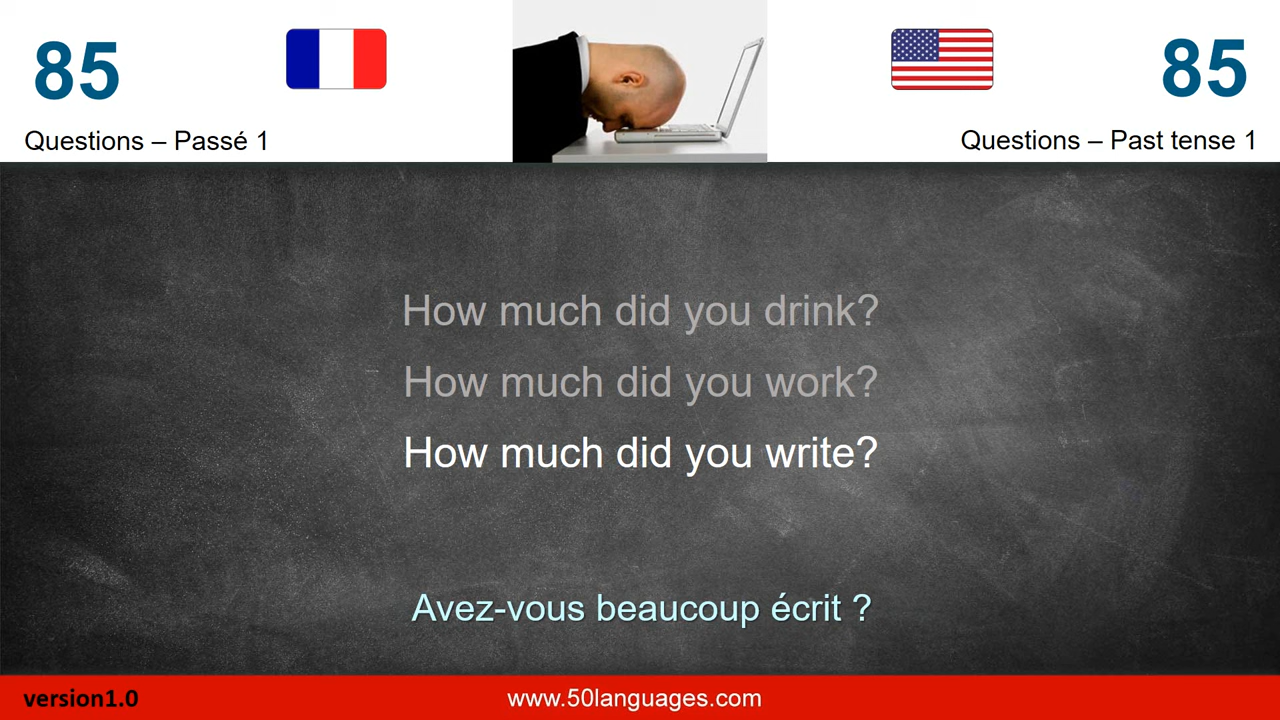 85
85
Questions – Passé 1
Questions – Past tense 1
How much did you drink?
How much did you work?
How much did you write?
Avez-vous beaucoup écrit ?
version1.0
www.50languages.com